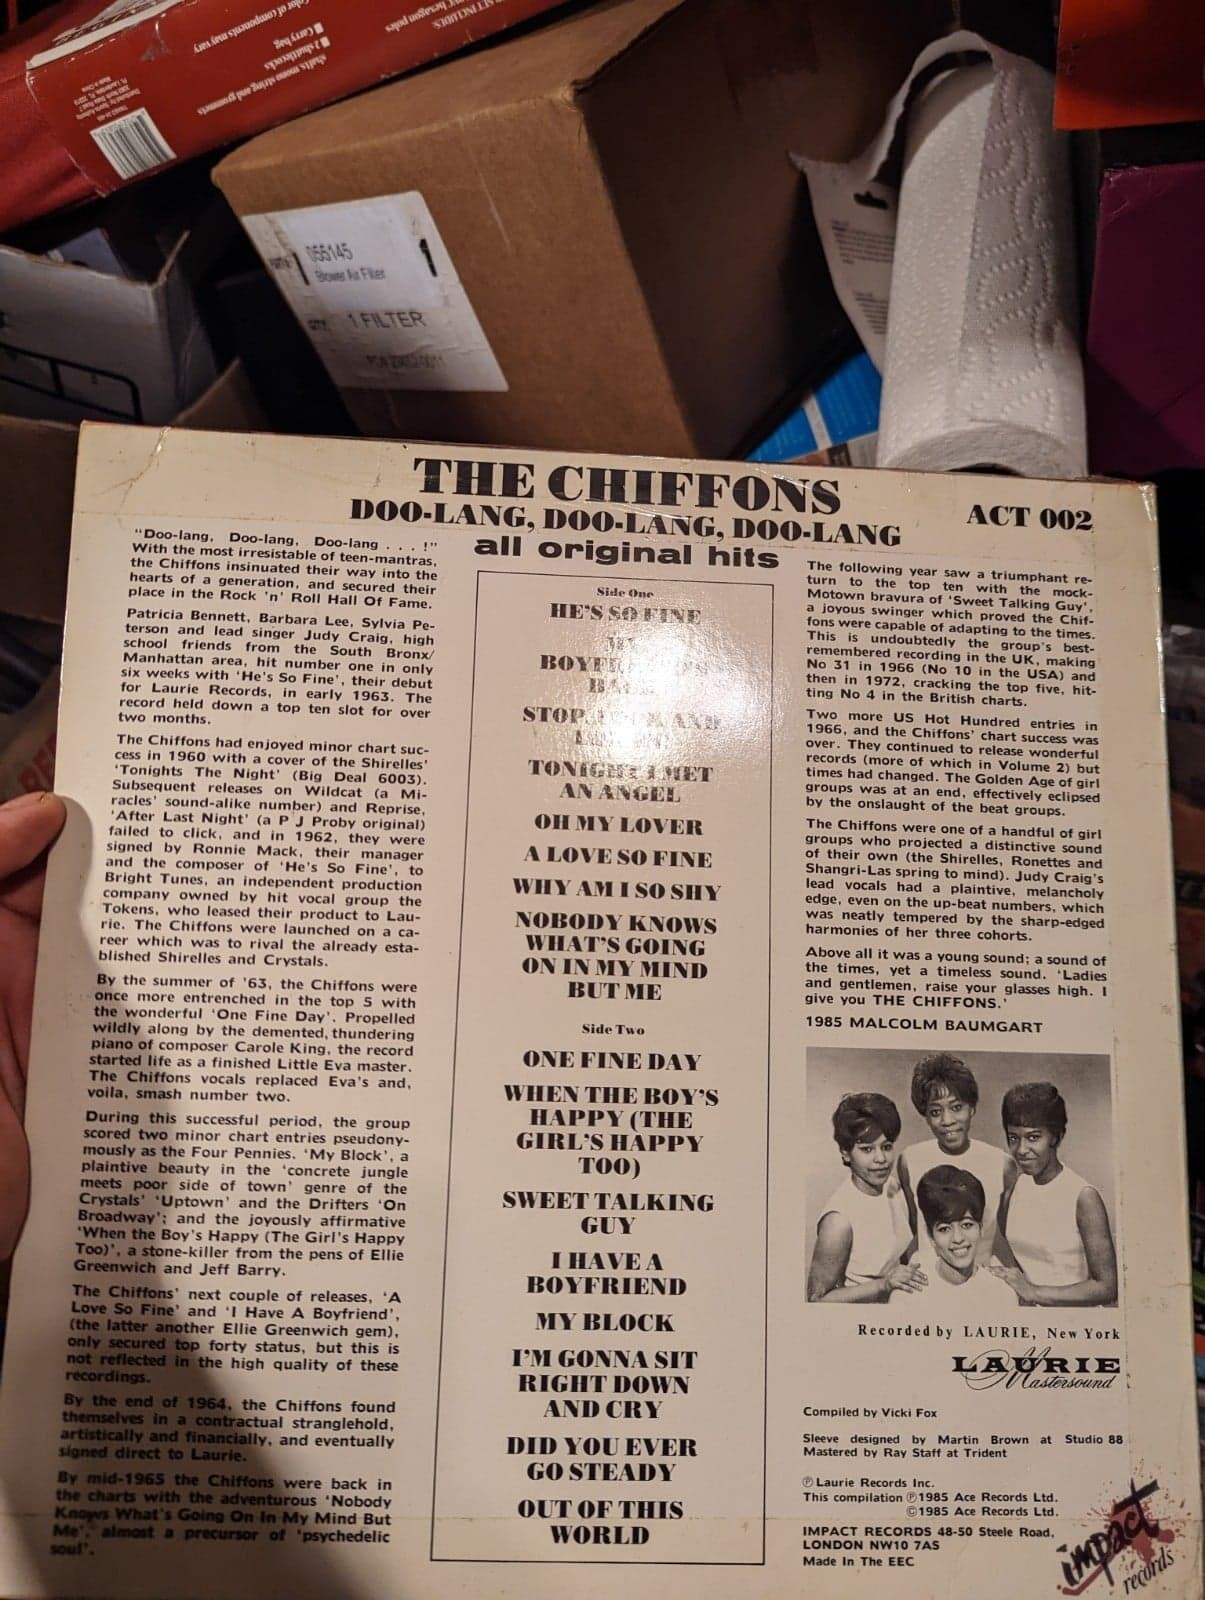 Color of components may vary
Carry bag
2 shuttlecocks
055145
Blower Air Filter
1
1 FILTER
THE CHIFFONS
DOO-LANG, DOO-LANG, DOO-LANG
all original hits
ACT 002
"Doo-lang, Doo-lang, Doo-lang . . . !"
With the most irresistable of teen-mantras,
the Chiffons insinuated their way into the
hearts of a generation, and secured their
place in the Rock 'n' Roll Hall Of Fame.
Patricia Bennett, Barbara Lee, Sylvia Pe-
terson and lead singer Judy Craig, high
school friends from the South Bronx/
Manhattan area, hit number one in only
six weeks with 'He's So Fine', their debut
for Laurie Records, in early 1963. The
record held down a top ten slot for over
two months.
The Chiffons had enjoyed minor chart suc-
cess in 1960 with a cover of the Shirelles'
'Tonights The Night' (Big Deal 6003).
Subsequent releases on Wildcat (a Mi-
racles' sound-alike number) and Reprise,
'After Last Night' (a P J Proby original)
failed to click, and in 1962, they were
signed by Ronnie Mack, their manager
and the composer of 'He's So Fine', to
Bright Tunes, an independent production
company owned by hit vocal group the
Tokens, who leased their product to Lau-
rie. The Chiffons were launched on a ca-
reer which was to rival the already esta-
blished Shirelles and Crystals.
By the summer of '63, the Chiffons were
once more entrenched in the top 5 with
the wonderful 'One Fine Day'. Propelled
wildly along by the demented, thundering
piano of composer Carole King, the record
started life as a finished Little Eva master.
The Chiffons vocals replaced Eva's and,
voila, smash number two.
During this successful period, the group
scored two minor chart entries pseudony-
mously as the Four Pennies. 'My Block', a
plaintive beauty in the 'concrete jungle
meets poor side of town' genre of the
Crystals' 'Uptown' and the Drifters 'On
Broadway'; and the joyously affirmative
'When the Boy's Happy (The Girl's Happy
Too)', a stone-killer from the pens of Ellie
Greenwich and Jeff Barry.
The Chiffons' next couple of releases, 'A
Love So Fine' and 'I Have A Boyfriend',
(the latter another Ellie Greenwich gem),
only secured top forty status, but this is
not reflected in the high quality of these
recordings.
By the end of 1964, the Chiffons found
themselves in a contractual stranglehold,
artistically and financially, and eventually
signed direct to Laurie.
By mid-1965 the Chiffons were back in
the charts with the adventurous 'Nobody
Knows What's Going On In My Mind But
Me', almost a precursor of 'psychedelic
soul'.
Side One
HE'S SO FINE
STOP, AND
TONIGHT I MET
AN ANGEL
OH MY LOVER
A LOVE SO FINE
WHY AM I SO SHY
NOBODY KNOWS
WHAT'S GOING
ON IN MY MIND
BUT ME
Side Two
ONE FINE DAY
WHEN THE BOY'S
HAPPY (THE
GIRL'S HAPPY
TOO)
SWEET TALKING
GUY
I HAVE A
BOYFRIEND
MY BLOCK
I'M GONNA SIT
RIGHT DOWN
AND CRY
DID YOU EVER
GO STEADY
OUT OF THIS
WORLD
The following year saw a triumphant re-
turn to the top ten with the mock-
Motown bravura of 'Sweet Talking Guy',
a joyous swinger which proved the Chif-
fons were capable of adapting to the times.
This is undoubtedly the group's best-
remembered recording in the UK, making
No 31 in 1966 (No 10 in the USA) and
then in 1972, cracking the top five, hit-
ting No 4 in the British charts.
Two more US Hot Hundred entries in
1966, and the Chiffons' chart success was
over. They continued to release wonderful
records (more of which in Volume 2) but
times had changed. The Golden Age of girl
groups was at an end, effectively eclipsed
by the onslaught of the beat groups.
The Chiffons were one of a handful of girl
groups who projected a distinctive sound
of their own (the Shirelles, Ronettes and
Shangri-Las spring to mind). Judy Craig's
lead vocals had a plaintive, melancholy
edge, even on the up-beat numbers, which
was neatly tempered by the sharp-edged
harmonies of her three cohorts.
Above all it was a young sound; a sound of
the times, yet a timeless sound. 'Ladies
and gentlemen, raise your glasses high. I
give you THE CHIFFONS.'
1985 MALCOLM BAUMGART
Recorded by LAURIE, New York
LAURIE
Mastersound
Compiled by Vicki Fox
Sleeve designed by Martin Brown at Studio 88
Mastered by Ray Staff at Trident
℗ Laurie Records Inc.
This compilation ℗1985 Ace Records Ltd.
©1985 Ace Records Ltd.
IMPACT RECORDS 48-50 Steele Road,
LONDON NW10 7AS
Made In The EEC
impact
records